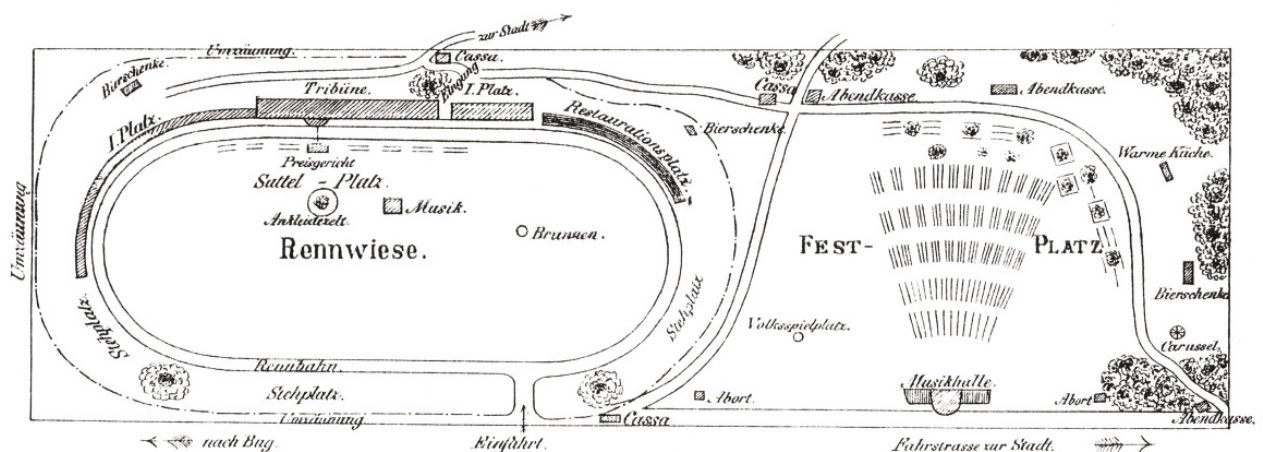 zur Stadt
Umzäunung.
Cassa.
Bierschenke.
Tribüne.
I. Platz.
Cassa
Abendkasse.
Abendkasse.
I. Platz.
Restaurationsplatz.
Bierschenke.
Warme Küche.
Preisgericht
Sattel - Platz.
Ankleidezelt.
Musik.
Brunnen.
Umzäunung
Rennwiese.
FEST-
PLATZ
Bierschenke
Stehplatz.
Stehplatz
Volksspielplatz.
Carussel.
Rennbahn.
Stehplatz.
Musikhalle.
Abort.
Abort
Umzäunung
Cassa
Abendkasse.
nach Bug.
Einfahrt.
Fahrstrasse zur Stadt.